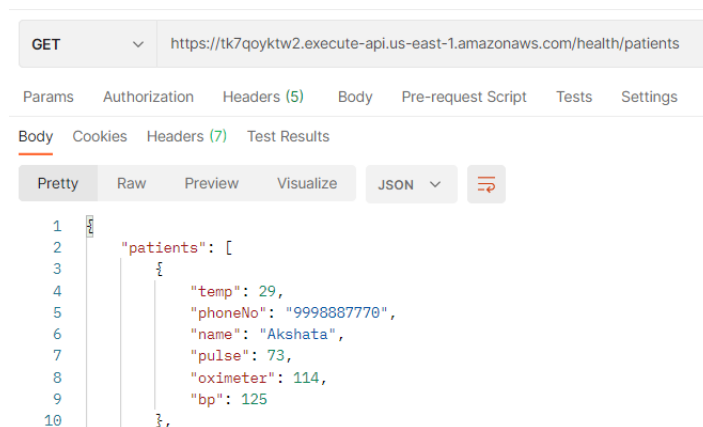 GET https://tk7qoyktw2.execute-api.us-east-1.amazonaws.com/health/patients
Params Authorization Headers (5) Body Pre-request Script Tests Settings
Body Cookies Headers (7) Test Results
Pretty Raw Preview Visualize JSON
1 {
2 "patients": [
3 {
4 "temp": 29,
5 "phoneNo": "9998887770",
6 "name": "Akshata",
7 "pulse": 73,
8 "oximeter": 114,
9 "bp": 125
10 },